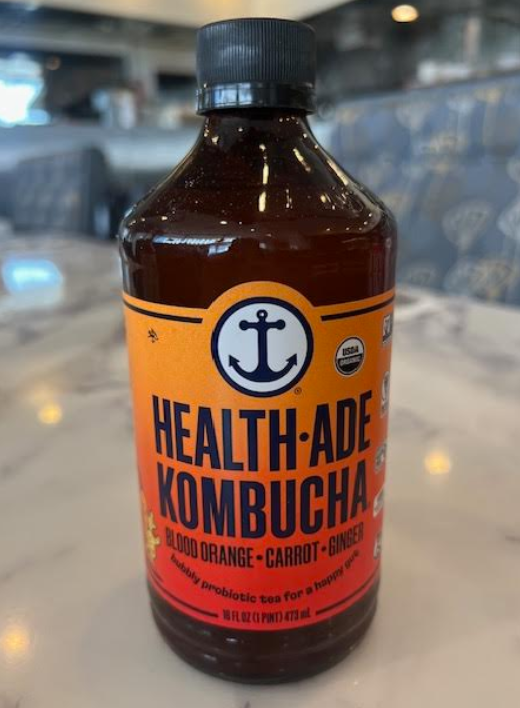 USDA
ORGANIC
®
HEALTH·ADE
KOMBUCHA
BLOOD ORANGE • CARROT • GINGER
bubbly probiotic tea for a happy gut.
16 FL OZ (1 PINT) 473 mL